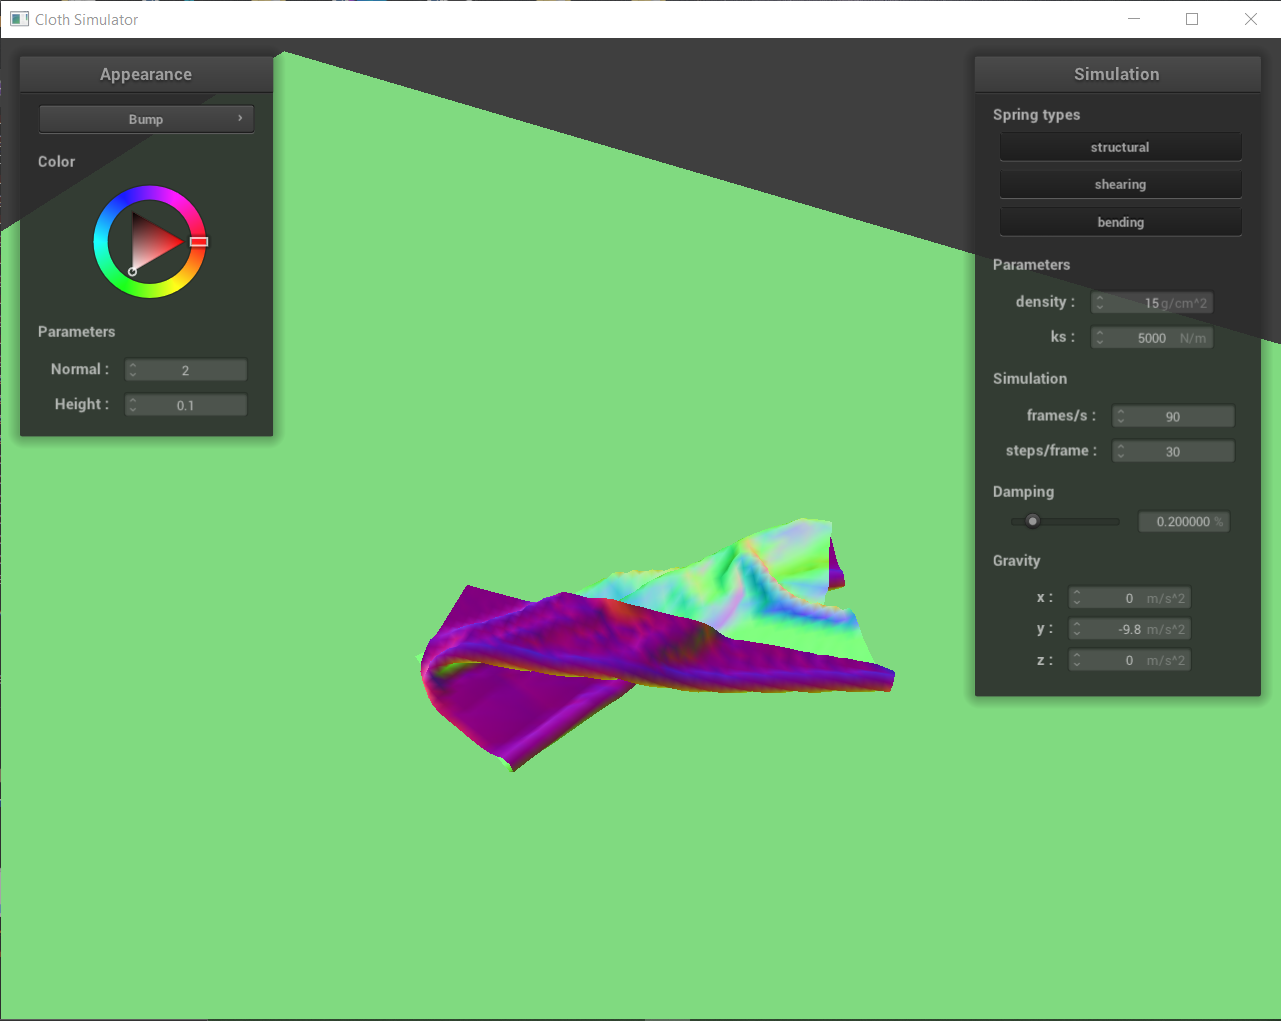 Cloth Simulator
Appearance
Bump
Color
Parameters
Normal : 2
Height : 0.1
Simulation
Spring types
structural
shearing
bending
Parameters
density : 15 g/cm^2
ks : 5000 N/m
Simulation
frames/s : 90
steps/frame : 30
Damping
0.200000 %
Gravity
x : 0 m/s^2
y : -9.8 m/s^2
z : 0 m/s^2